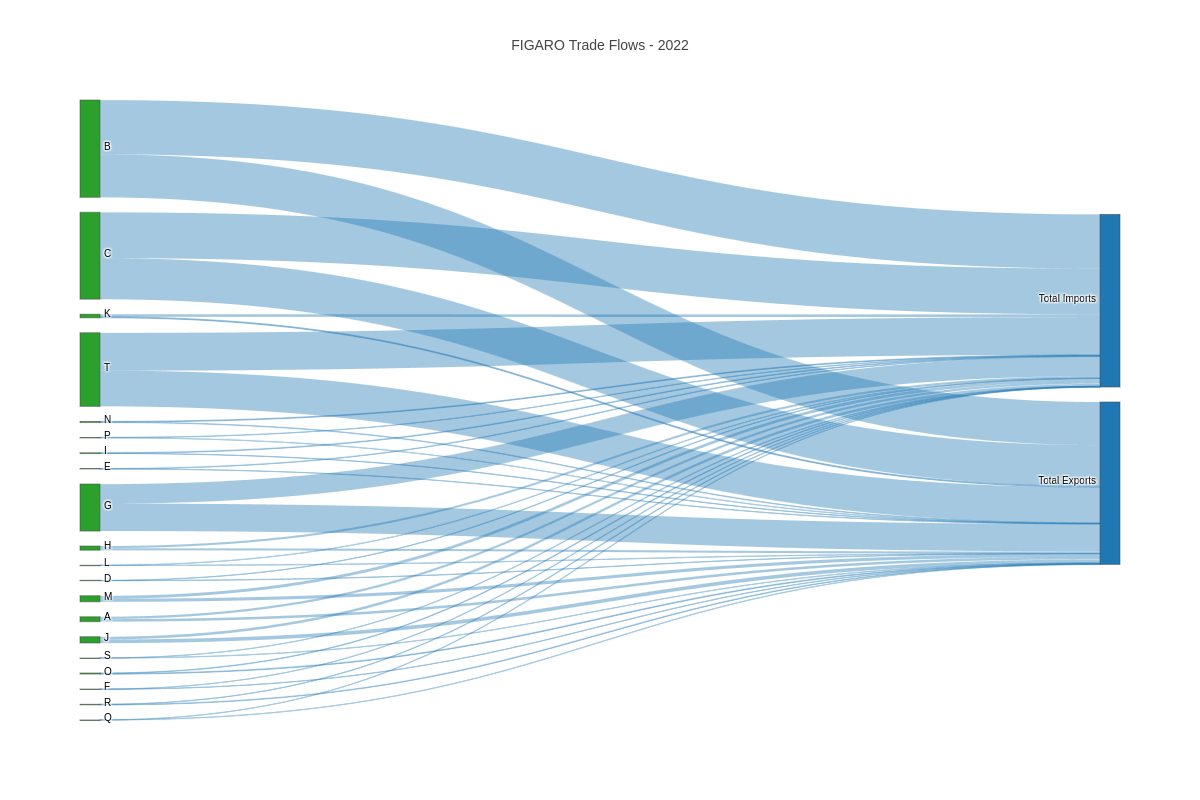 FIGARO Trade Flows - 2022
B
C
K
T
N
P
I
E
G
H
L
D
M
A
J
S
O
F
R
Q
Total Imports
Total Exports